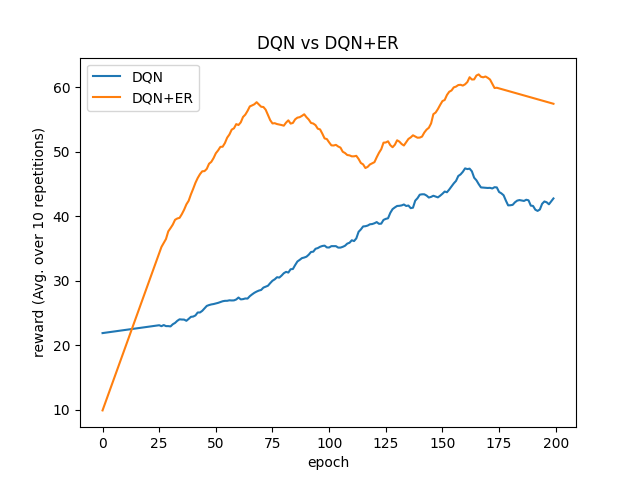 DQN vs DQN+ER
DQN
DQN+ER
reward (Avg. over 10 repetitions)
60
50
40
30
20
10
0 25 50 75 100 125 150 175 200
epoch